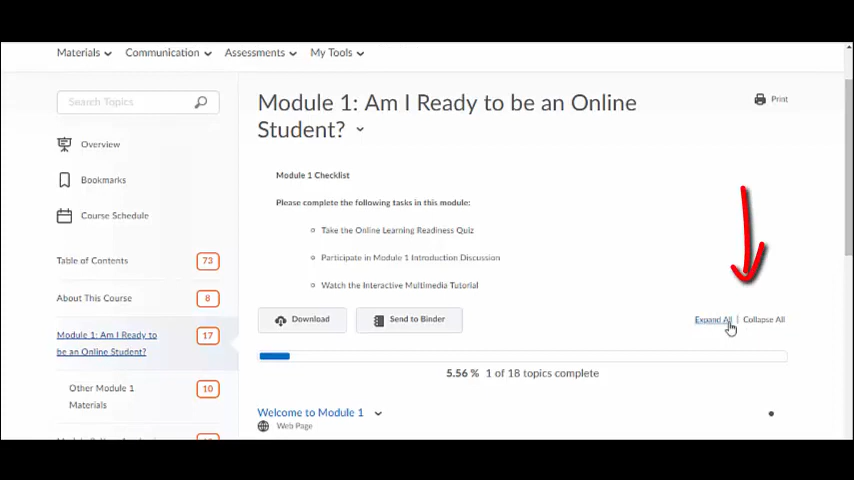 Materials Communication Assessments My Tools
Search Topics
Overview
Bookmarks
Course Schedule
Table of Contents 73
About This Course 8
Module 1: Am I Ready to 17
be an Online Student?
Other Module 1 10
Materials
Module 1: Am I Ready to be an Online
Student?
Print
Module 1 Checklist
Please complete the following tasks in this module:
Take the Online Learning Readiness Quiz
Participate in Module 1 Introduction Discussion
Watch the Interactive Multimedia Tutorial
Download Send to Binder Expand All | Collapse All
5.56 % 1 of 18 topics complete
Welcome to Module 1
Web Page